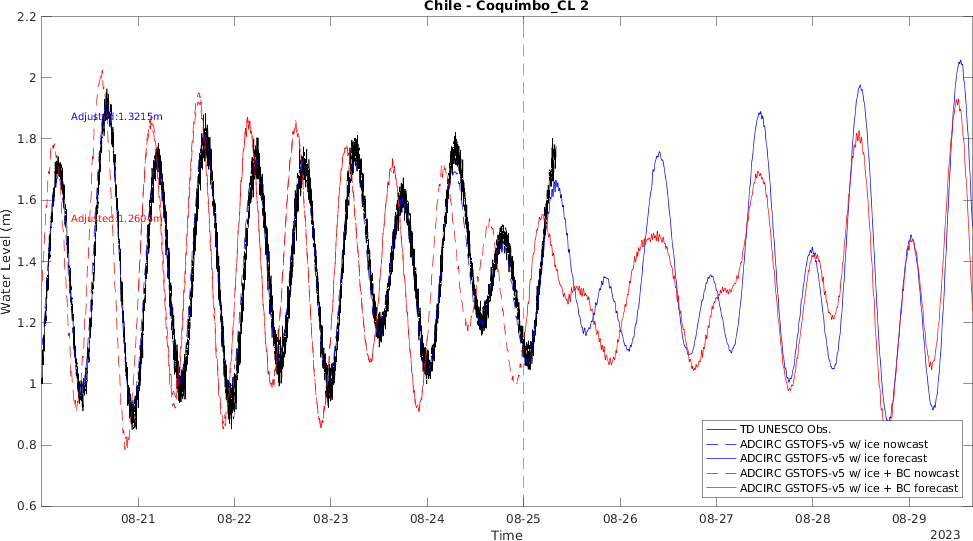 Chile - Coquimbo_CL 2
2.2
2
1.8
1.6
1.4
1.2
1
0.8
0.6
Water Level (m)
Adjusted:1.3215m
Adjusted:1.2604m
TD UNESCO Obs.
ADCIRC GSTOFS-v5 w/ ice nowcast
ADCIRC GSTOFS-v5 w/ ice forecast
ADCIRC GSTOFS-v5 w/ ice + BC nowcast
ADCIRC GSTOFS-v5 w/ ice + BC forecast
08-21 08-22 08-23 08-24 08-25 08-26 08-27 08-28 08-29
Time
2023